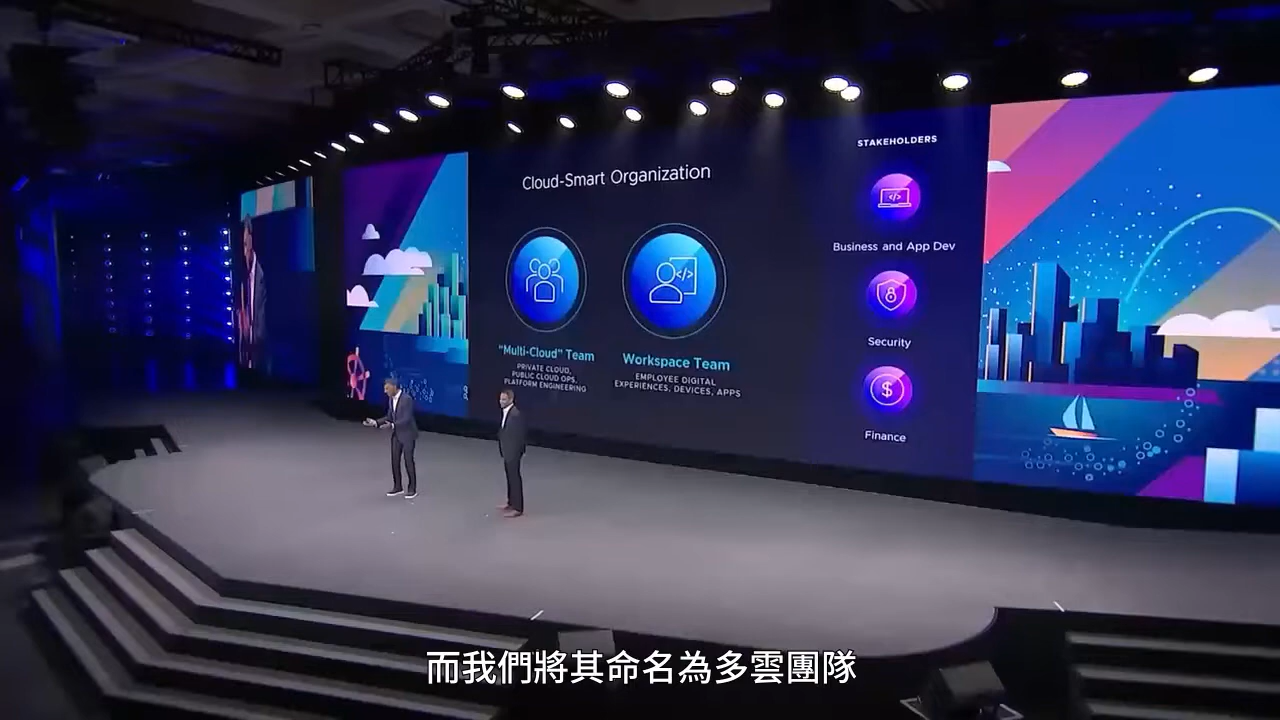 Cloud-Smart Organization
"Multi-Cloud" Team
PRIVATE CLOUD,
PUBLIC CLOUD OPS,
PLATFORM ENGINEERING
Workspace Team
EMPLOYEE DIGITAL
EXPERIENCES, DEVICES, APPS
STAKEHOLDERS
</>
Business and App Dev
Security
$
Finance
</>
而我們將其命名為多雲團隊